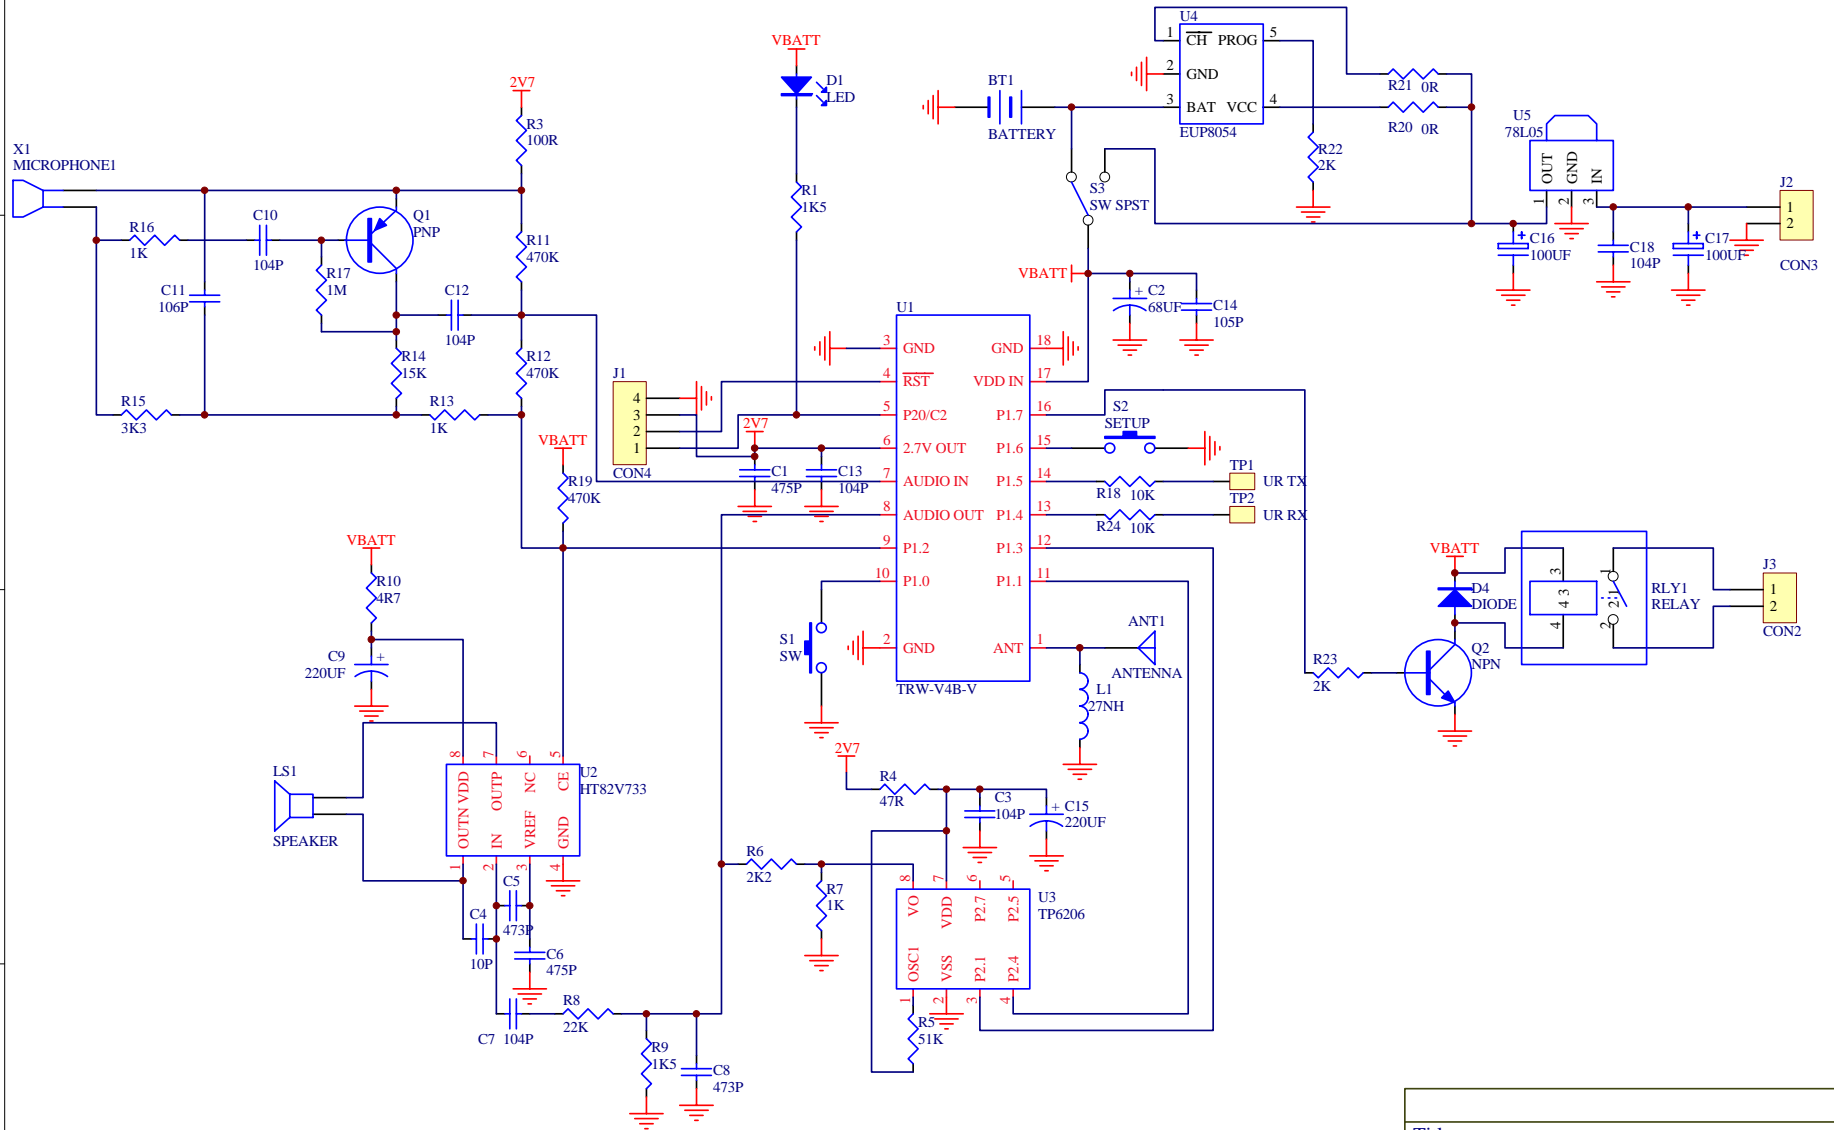 U4
1
CH
PROG
5
2
GND
3
BAT
VCC
4
EUP8054
VBATT
D1
LED
BT1
BATTERY
R21 0R
R20 0R
U5
78L05
OUT
GND
IN
1
2
3
J2
1
2
CON3
2V7
R3
100R
X1
MICROPHONE1
R22
2K
S3
SW SPST
R1
1K5
R16
1K
C10
104P
Q1
PNP
R11
470K
R17
1M
C11
106P
C12
104P
+
C16
100UF
C18
104P
+
C17
100UF
VBATT
+
C2
68UF
C14
105P
R14
15K
R12
470K
R15
3K3
R13
1K
U1
3
GND
GND
18
4
RST
VDD IN
17
5
P20/C2
P1.7
16
6
2.7V OUT
P1.6
15
7
AUDIO IN
P1.5
14
8
AUDIO OUT
P1.4
13
9
P1.2
P1.3
12
10
P1.0
P1.1
11
2
GND
ANT
1
TRW-V4B-V
J1
4
3
2
1
CON4
2V7
C1
475P
C13
104P
S2
SETUP
TP1
UR TX
R18 10K
TP2
UR RX
R24 10K
VBATT
R19
470K
VBATT
R10
4R7
C9
220UF
+
S1
SW
ANT1
ANTENNA
L1
27NH
VBATT
D4
DIODE
3
3
4
4
1
1
2
2
RLY1
RELAY
J3
1
2
CON2
R23
2K
Q2
NPN
LS1
SPEAKER
8
7
6
5
VDD
OUTP
NC
CE
OUTN
IN
VREF
GND
1
2
3
4
U2
HT82V733
2V7
R4
47R
C3
104P
+
C15
220UF
R6
2K2
R7
1K
C5
473P
C4
10P
C6
475P
C7 104P
R8
22K
R9
1K5
C8
473P
8
7
6
5
VO
VDD
P2.7
P2.5
OSC1
VSS
P2.1
P2.4
1
2
3
4
U3
TP6206
R5
51K